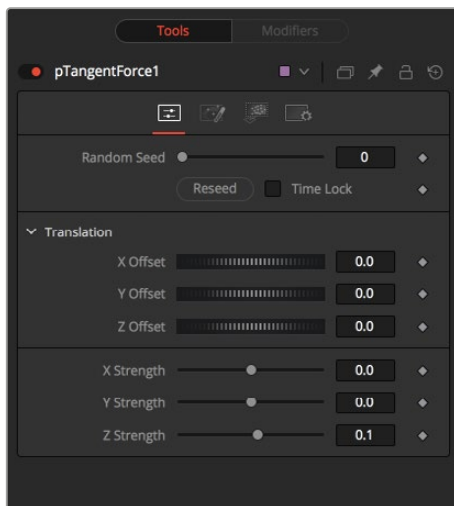 Tools Modifiers
pTangentForce1
Random Seed 0
Reseed Time Lock
Translation
X Offset 0.0
Y Offset 0.0
Z Offset 0.0
X Strength 0.0
Y Strength 0.0
Z Strength 0.1